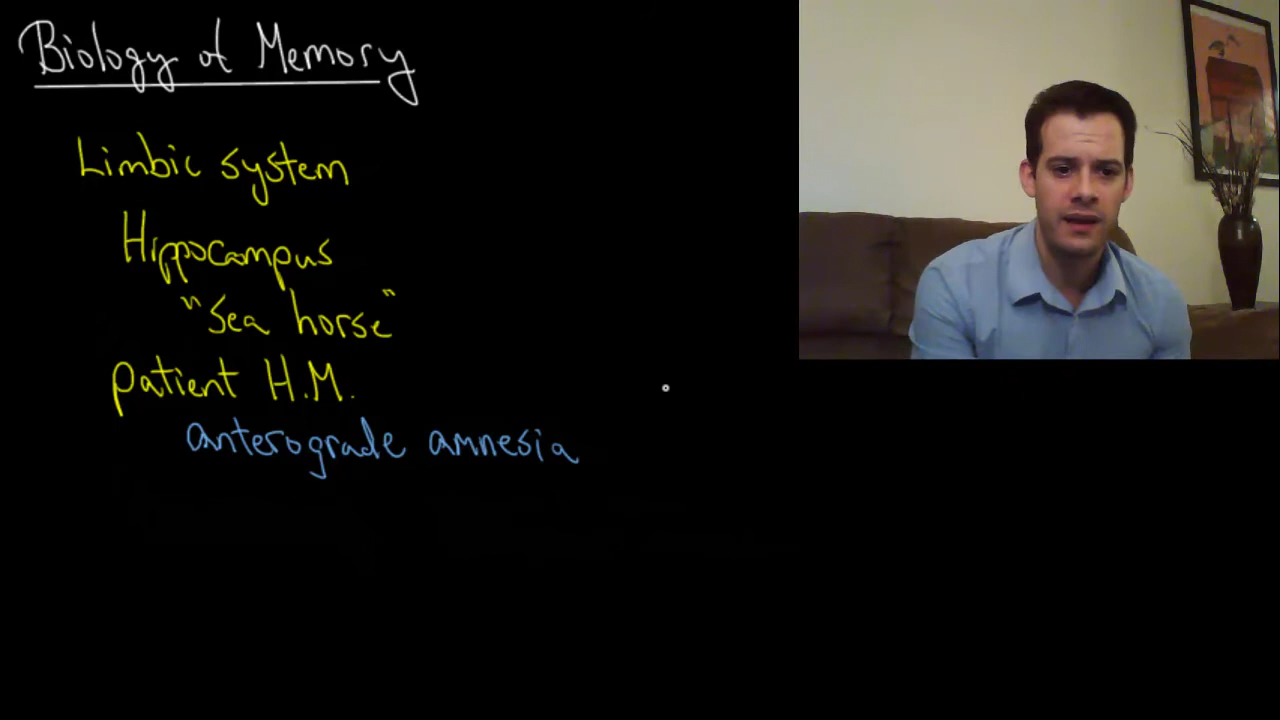 Biology of Memory
Limbic system
Hippocampus
"Sea horse"
patient H.M.
anterograde amnesia